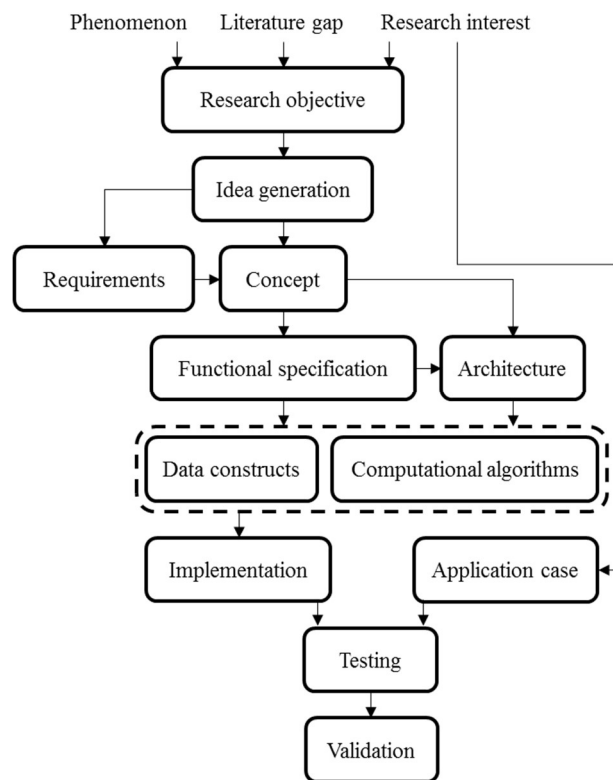 Phenomenon
Literature gap
Research interest
Research objective
Idea generation
Requirements
Concept
Functional specification
Architecture
Data constructs
Computational algorithms
Implementation
Application case
Testing
Validation